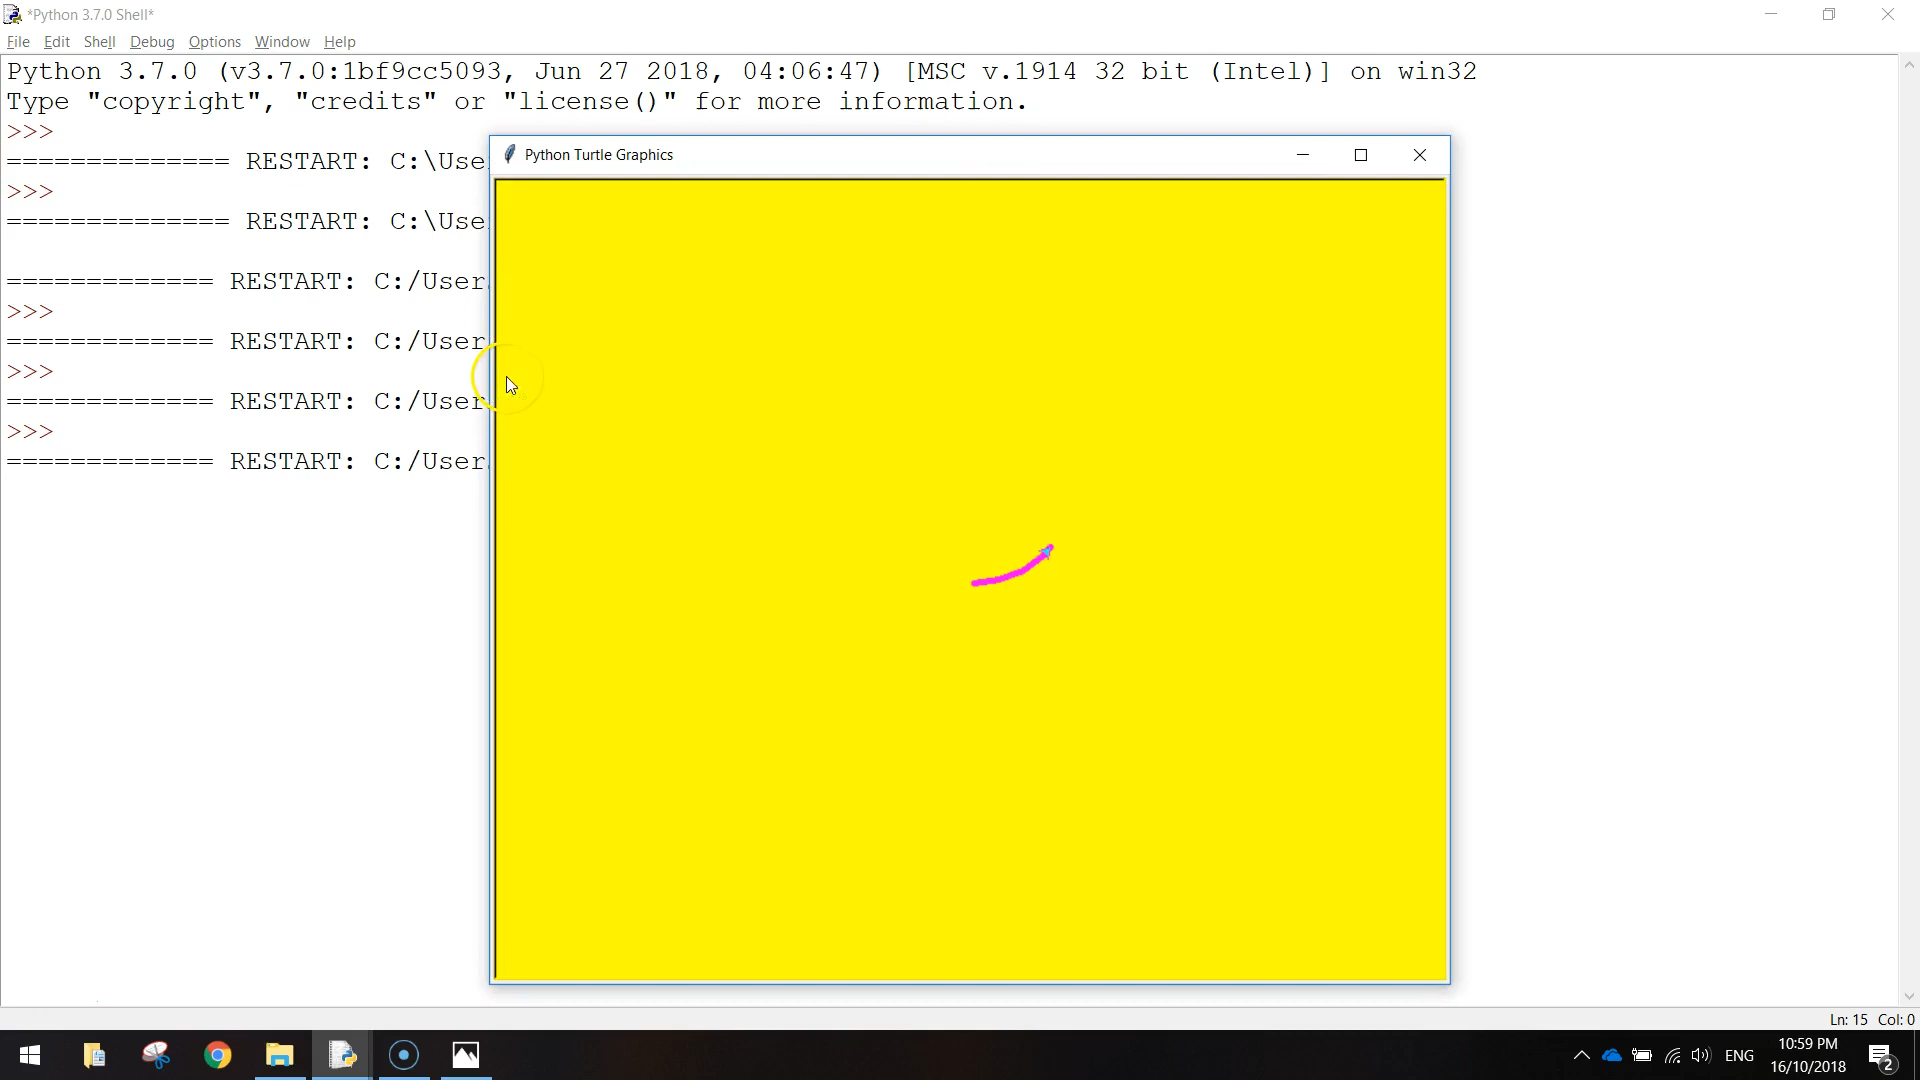 *Python 3.7.0 Shell*
File Edit Shell Debug Options Window Help
Python 3.7.0 (v3.7.0:1bf9cc5093, Jun 27 2018, 04:06:47) [MSC v.1914 32 bit (Intel)] on win32
Type "copyright", "credits" or "license()" for more information.
>>>
Python Turtle Graphics
============== RESTART: C:\Use
>>>
============== RESTART: C:\Use
============= RESTART: C:/User
>>>
============= RESTART: C:/User
>>>
============= RESTART: C:/User
>>>
============= RESTART: C:/User
Ln: 15 Col: 0
ENG
10:59 PM
16/10/2018
2